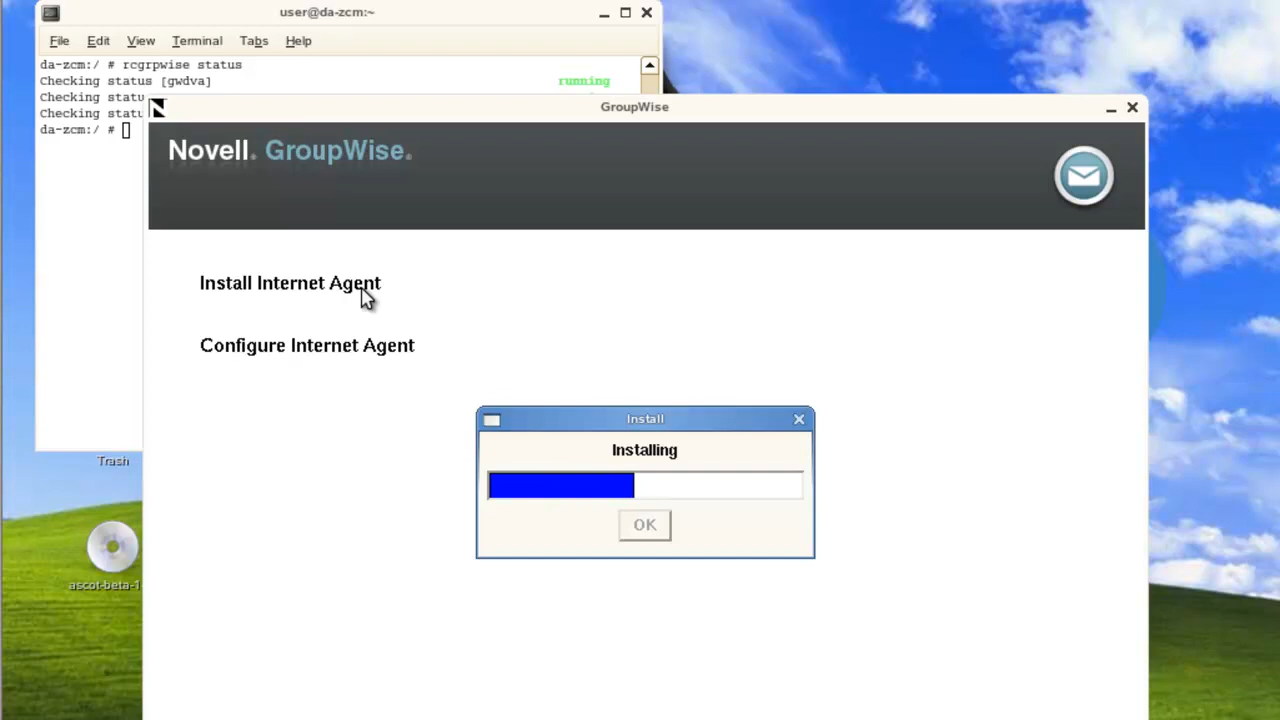 user@da-zcm:~
File Edit View Terminal Tabs Help
da-zcm:/ # rcgrpwise status
Checking status [gwdva] running
Checking statu
Checking statu
da-zcm:/ #
GroupWise
Novell. GroupWise.
Install Internet Agent
Configure Internet Agent
Install
Installing
OK
Trash
ascot-beta-1